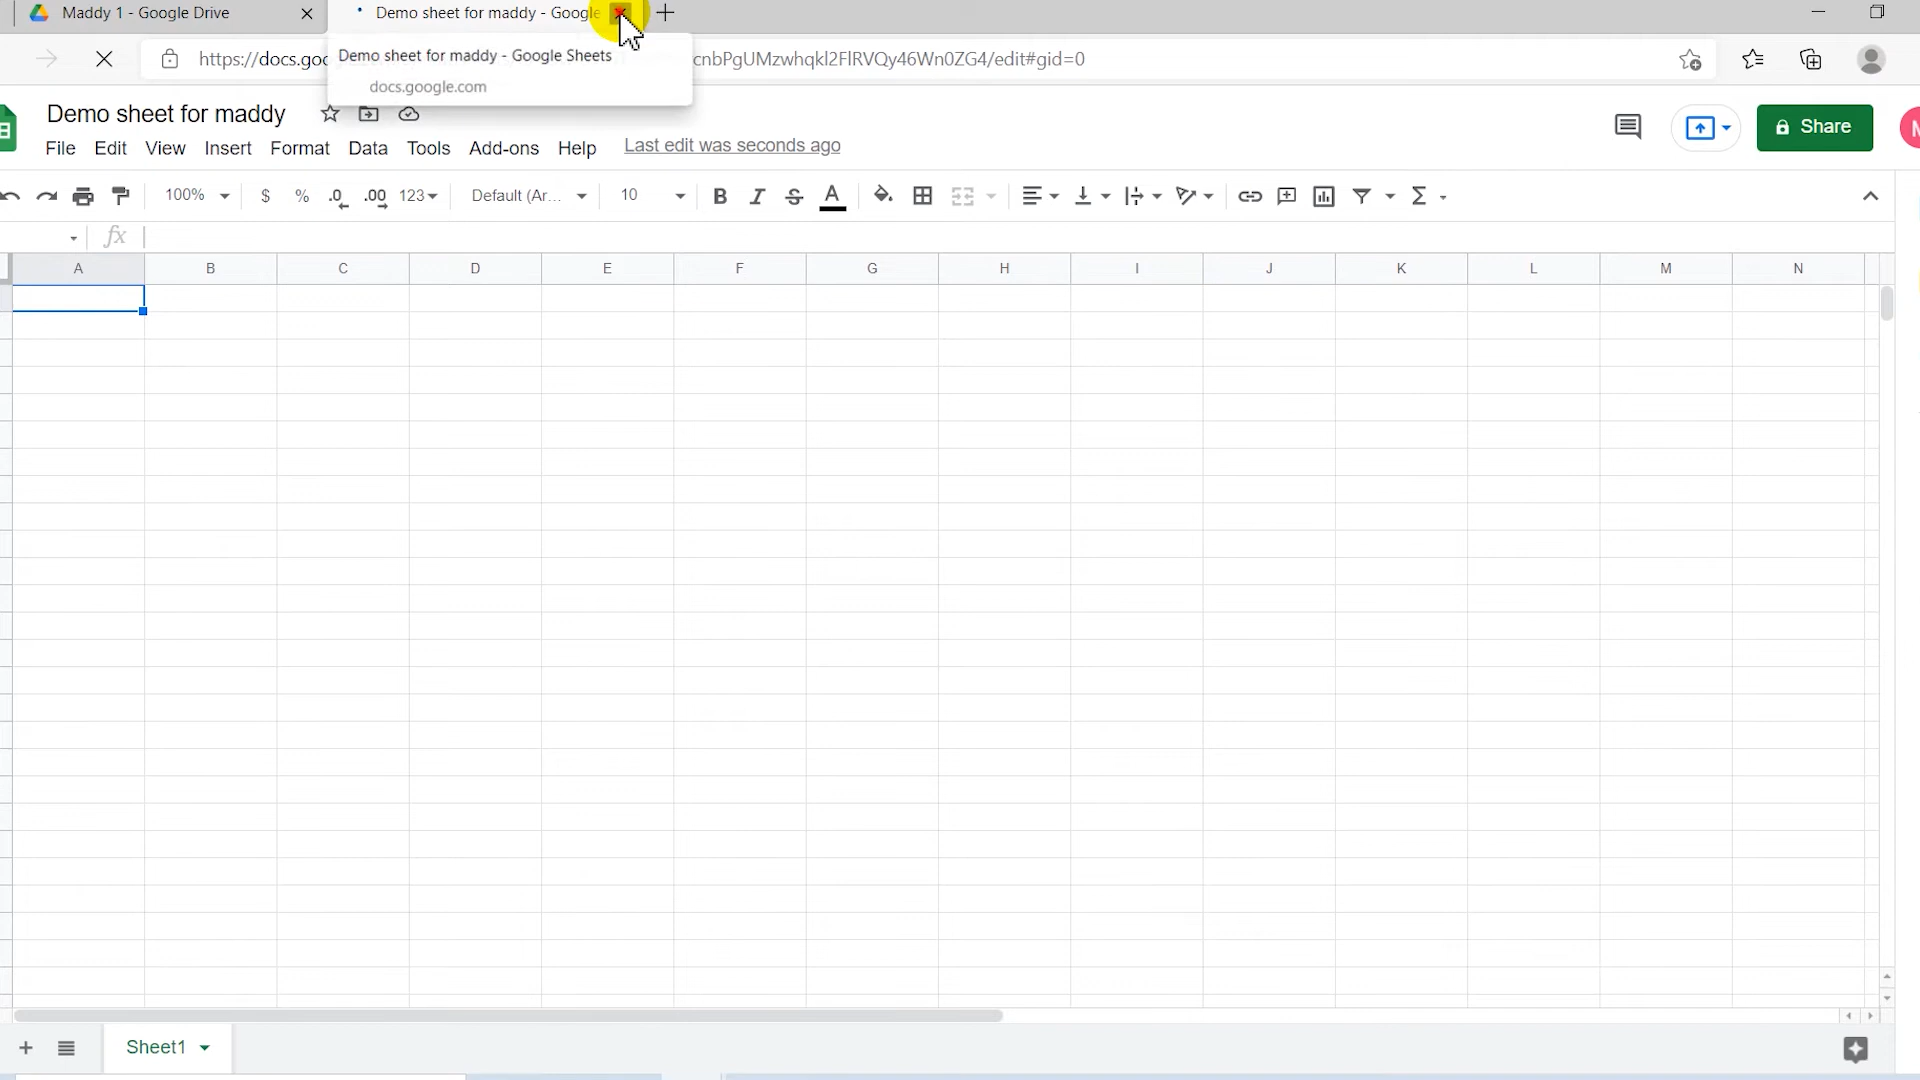 Maddy 1 - Google Drive
Demo sheet for maddy - Google
Demo sheet for maddy - Google Sheets
docs.google.com
https://docs.goo
cnbPgUMzwhqkl2FlRVQy46Wn0ZG4/edit#gid=0
Demo sheet for maddy
File Edit View Insert Format Data Tools Add-ons Help Last edit was seconds ago
Share
100% $ % .0 .00 123 Default (Ar... 10 B I S A Σ
fx
A B C D E F G H I J K L M N
Sheet1